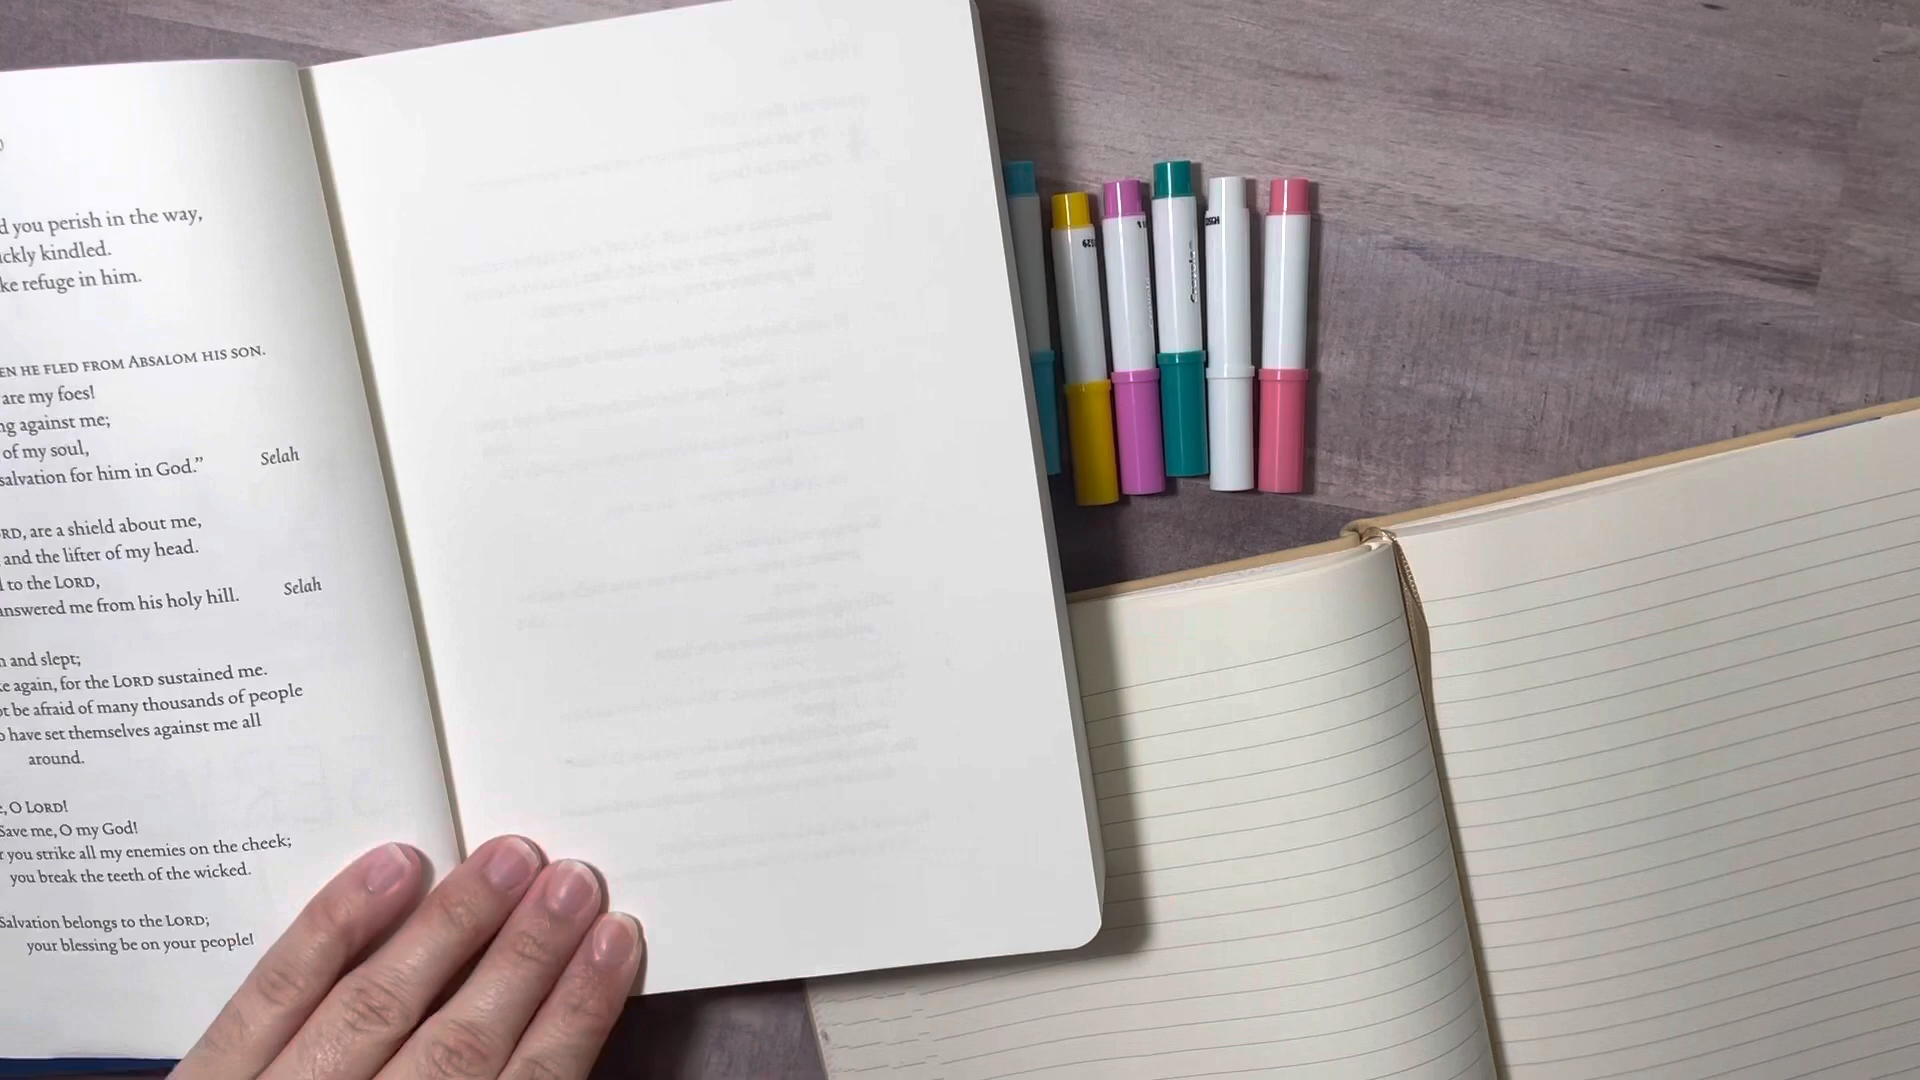 d you perish in the way,
ckly kindled.
ke refuge in him.
EN HE FLED FROM ABSALOM HIS SON.
are my foes!
ng against me;
of my soul,
salvation for him in God.” Selah
RD, are a shield about me,
and the lifter of my head.
to the LORD,
answered me from his holy hill. Selah
n and slept;
ke again, for the LORD sustained me.
ot be afraid of many thousands of people
o have set themselves against me all
around.
e, O LORD!
Save me, O my God!
r you strike all my enemies on the cheek;
you break the teeth of the wicked.
Salvation belongs to the LORD;
your blessing be on your people!
Crayola